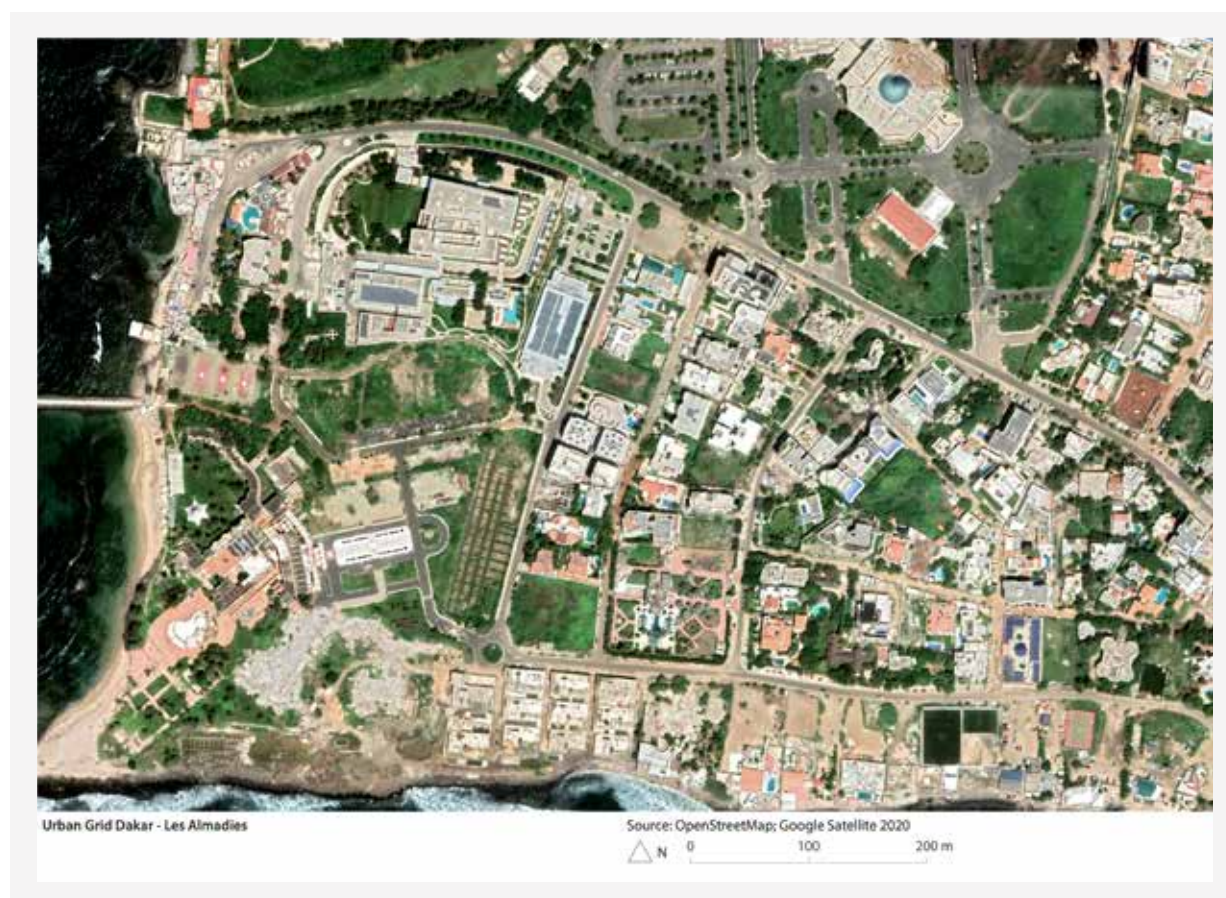 Urban Grid Dakar - Les Almadies
Source: OpenStreetMap; Google Satellite 2020
N 0 100 200 m